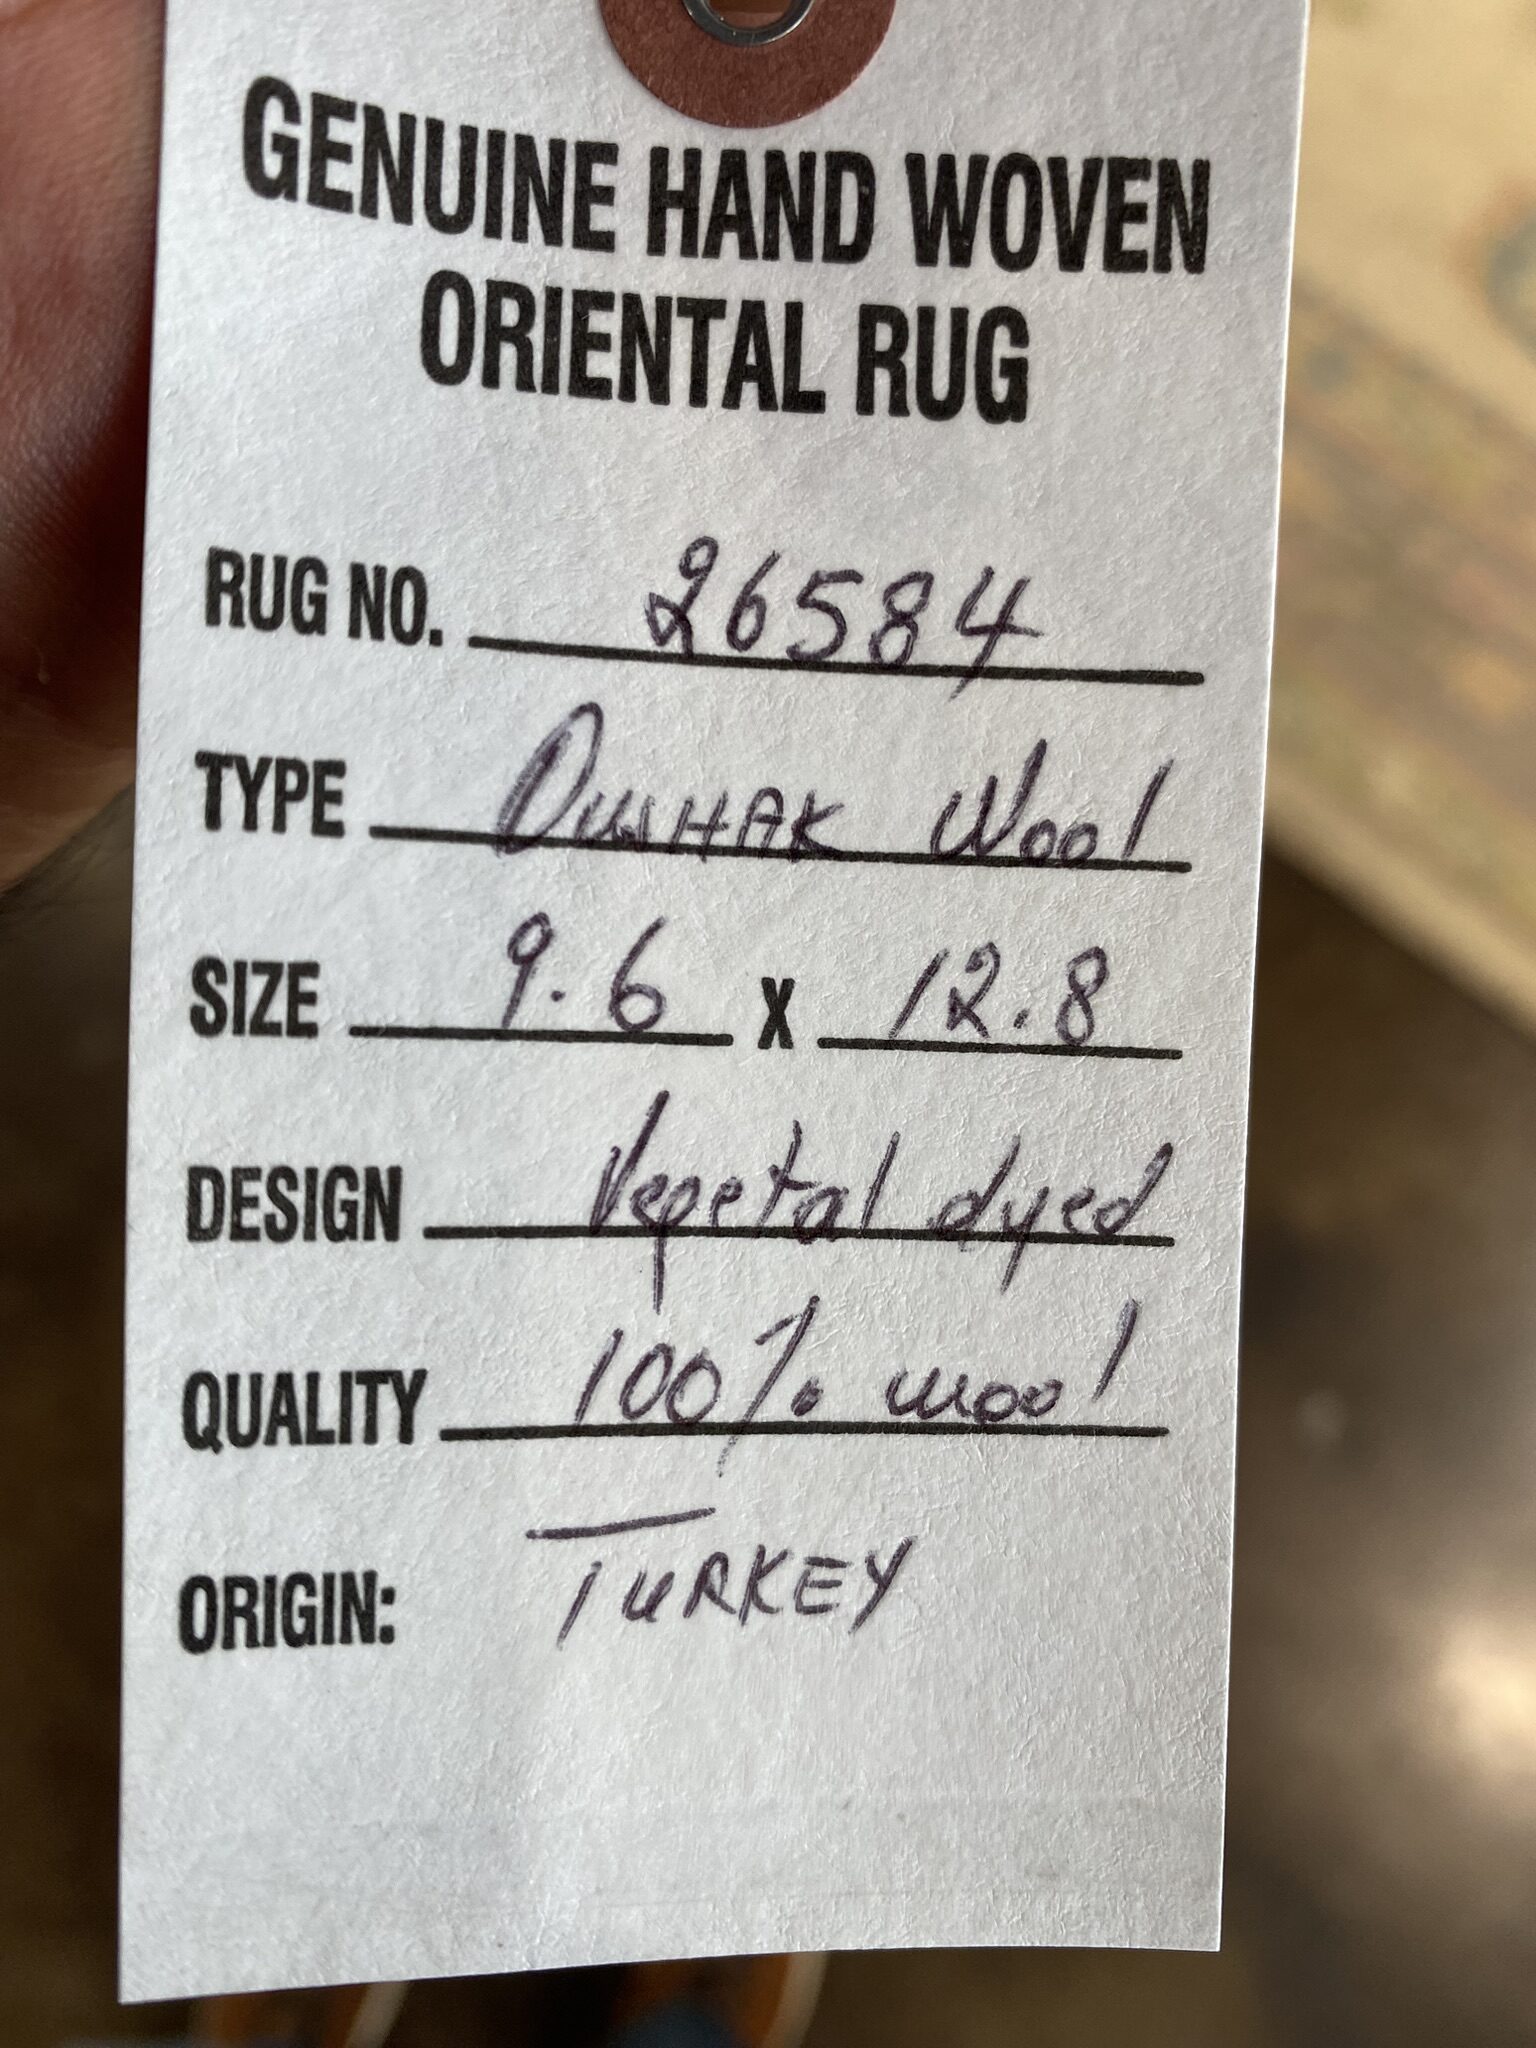 GENUINE HAND WOVEN
ORIENTAL RUG
RUG NO. 26584
TYPE Oushak Wool
SIZE 9.6 X 12.8
DESIGN Vegetal dyed
QUALITY 100% wool
ORIGIN: TURKEY